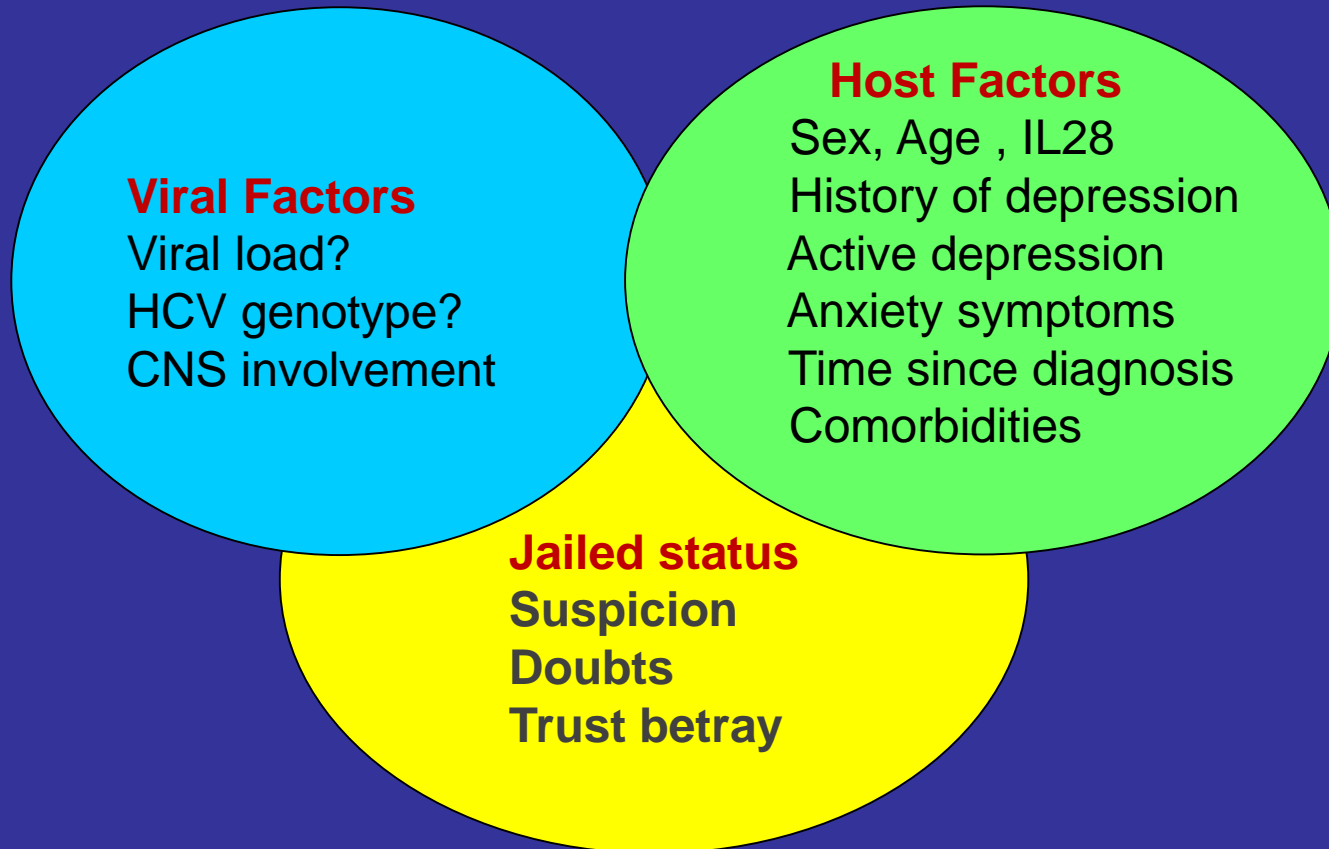 Viral Factors
Viral load?
HCV genotype?
CNS involvement
Host Factors
Sex, Age , IL28
History of depression
Active depression
Anxiety symptoms
Time since diagnosis
Comorbidities
Jailed status
Suspicion
Doubts
Trust betray